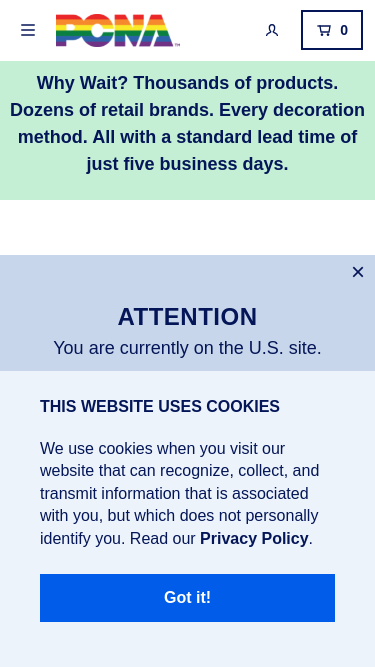 PCNA™
0
Why Wait? Thousands of products.
Dozens of retail brands. Every decoration
method. All with a standard lead time of
just five business days.
×
ATTENTION
You are currently on the U.S. site.
THIS WEBSITE USES COOKIES
We use cookies when you visit our
website that can recognize, collect, and
transmit information that is associated
with you, but which does not personally
identify you. Read our Privacy Policy.
Got it!